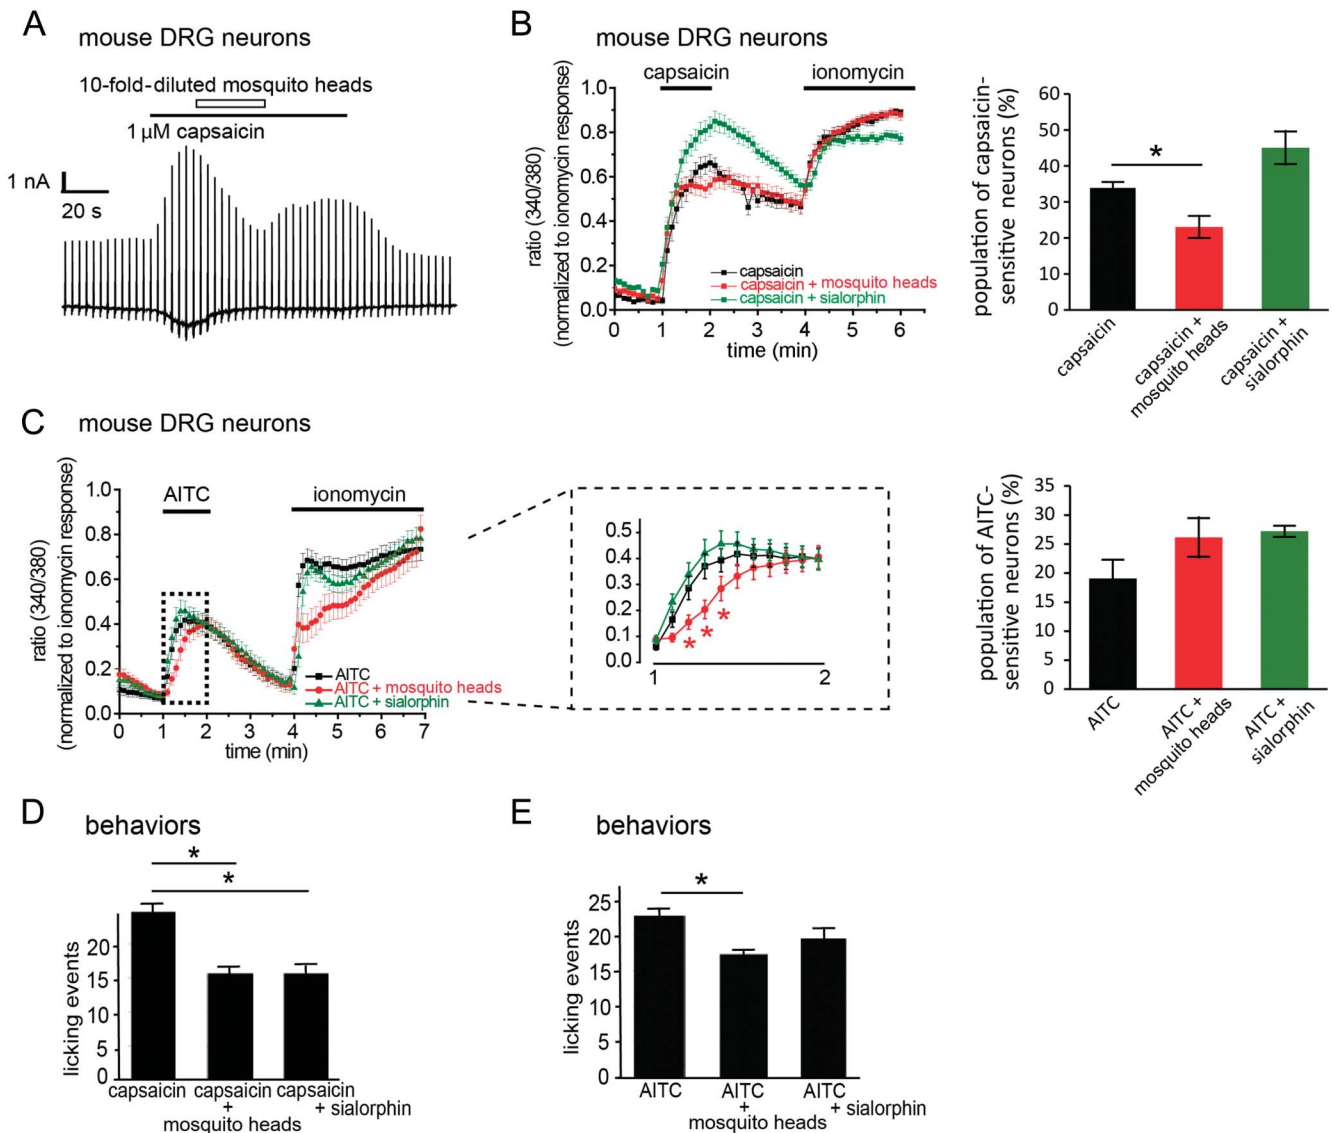 A
mouse DRG neurons
10-fold-diluted mosquito heads
1 μM capsaicin
1 nA
20 s
B
mouse DRG neurons
capsaicin
ionomycin
ratio (340/380)
(normalized to ionomycin response)
1.0
0.8
0.6
0.4
0.2
0.0
capsaicin
capsaicin + mosquito heads
capsaicin + sialorphin
0 1 2 3 4 5 6
time (min)
population of capsaicin-
sensitive neurons (%)
60
50
40
30
20
10
0
capsaicin
capsaicin +
mosquito heads
capsaicin +
sialorphin
C
mouse DRG neurons
ratio (340/380)
(normalized to ionomycin response)
1.0
0.8
0.6
0.4
0.2
0.0
AITC
ionomycin
AITC
AITC + mosquito heads
AITC + sialorphin
0 1 2 3 4 5 6 7
time (min)
0.5
0.4
0.3
0.2
0.1
0.0
* * *
1 2
population of AITC-
sensitive neurons (%)
35
30
25
20
15
10
5
0
AITC
AITC +
mosquito heads
AITC +
sialorphin
*
D
behaviors
*
*
licking events
20
15
10
5
0
capsaicin
capsaicin
+
mosquito heads
capsaicin
+ sialorphin
E
behaviors
*
licking events
25
20
15
10
5
0
AITC
AITC
+
mosquito heads
AITC
+ sialorphin